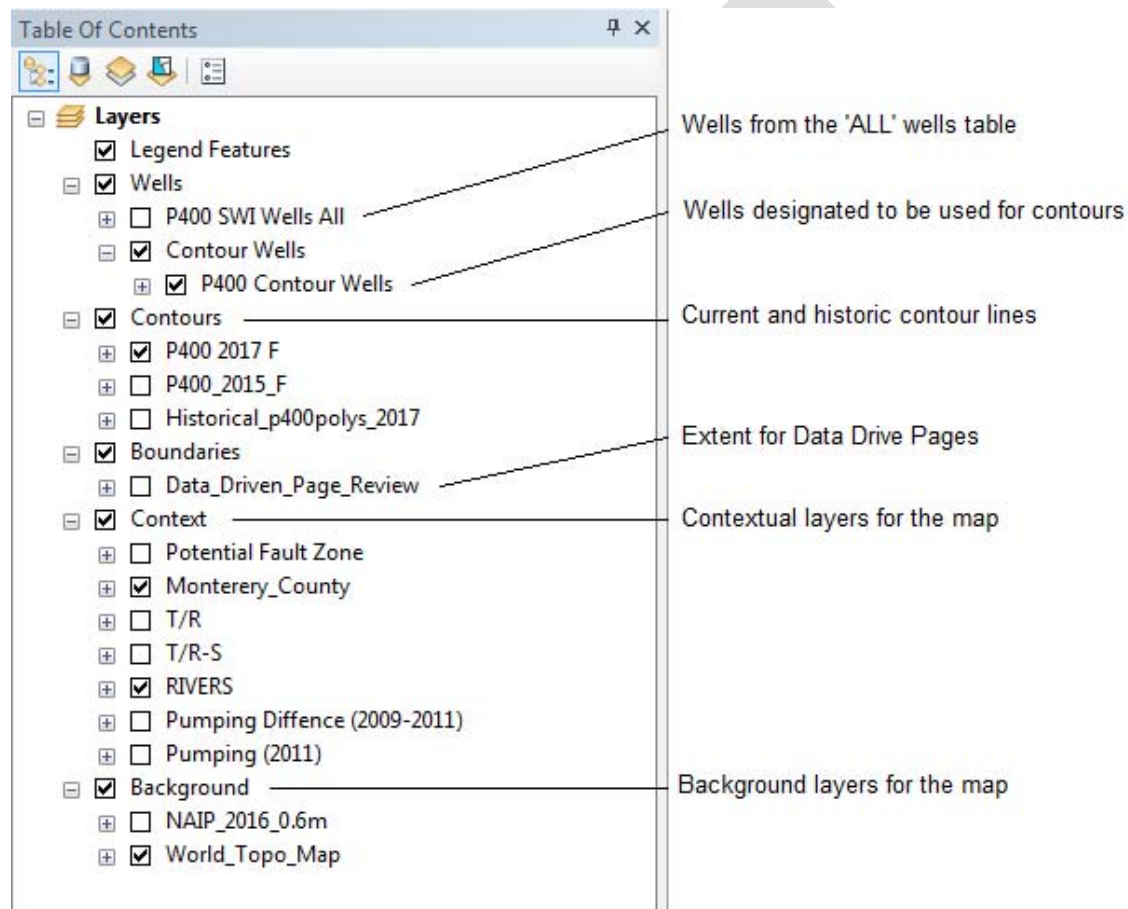 Table Of Contents
Layers
Legend Features
Wells
P400 SWI Wells All
Contour Wells
P400 Contour Wells
Contours
P400 2017 F
P400_2015_F
Historical_p400polys_2017
Boundaries
Data_Driven_Page_Review
Context
Potential Fault Zone
Monterery_County
T/R
T/R-S
RIVERS
Pumping Diffence (2009-2011)
Pumping (2011)
Background
NAIP_2016_0.6m
World_Topo_Map
Wells from the 'ALL' wells table
Wells designated to be used for contours
Current and historic contour lines
Extent for Data Drive Pages
Contextual layers for the map
Background layers for the map